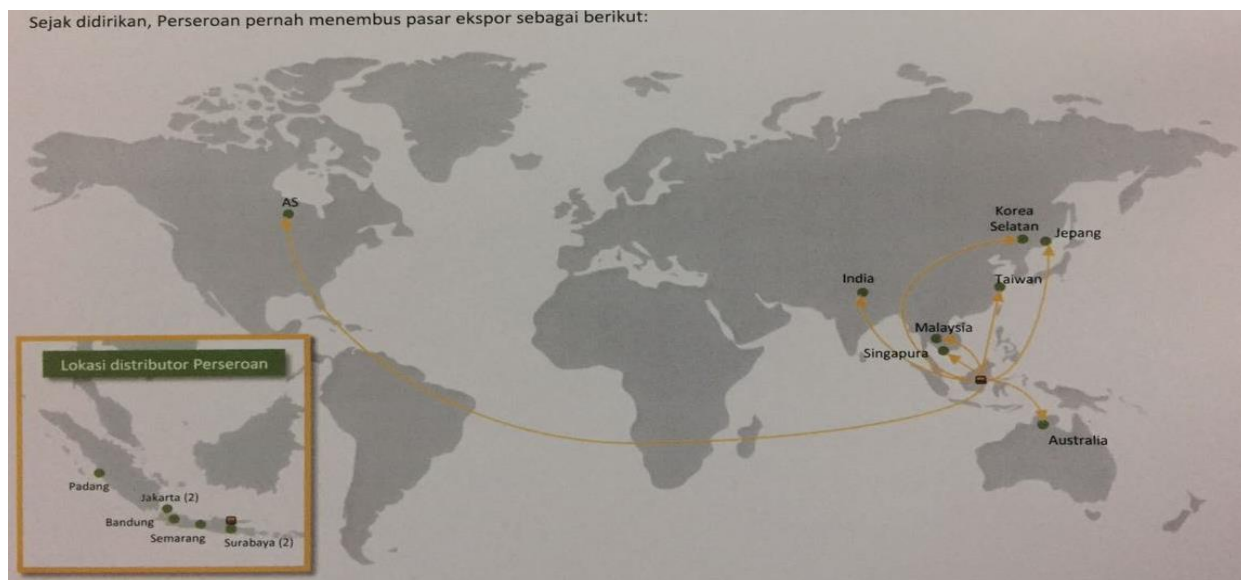 Sejak didirikan, Perseroan pernah menembus pasar ekspor sebagai berikut:
AS
Korea
Selatan
Jepang
India
Taiwan
Malaysia
Singapura
Australia
Lokasi distributor Perseroan
Padang
Jakarta (2)
Bandung
Semarang
Surabaya (2)